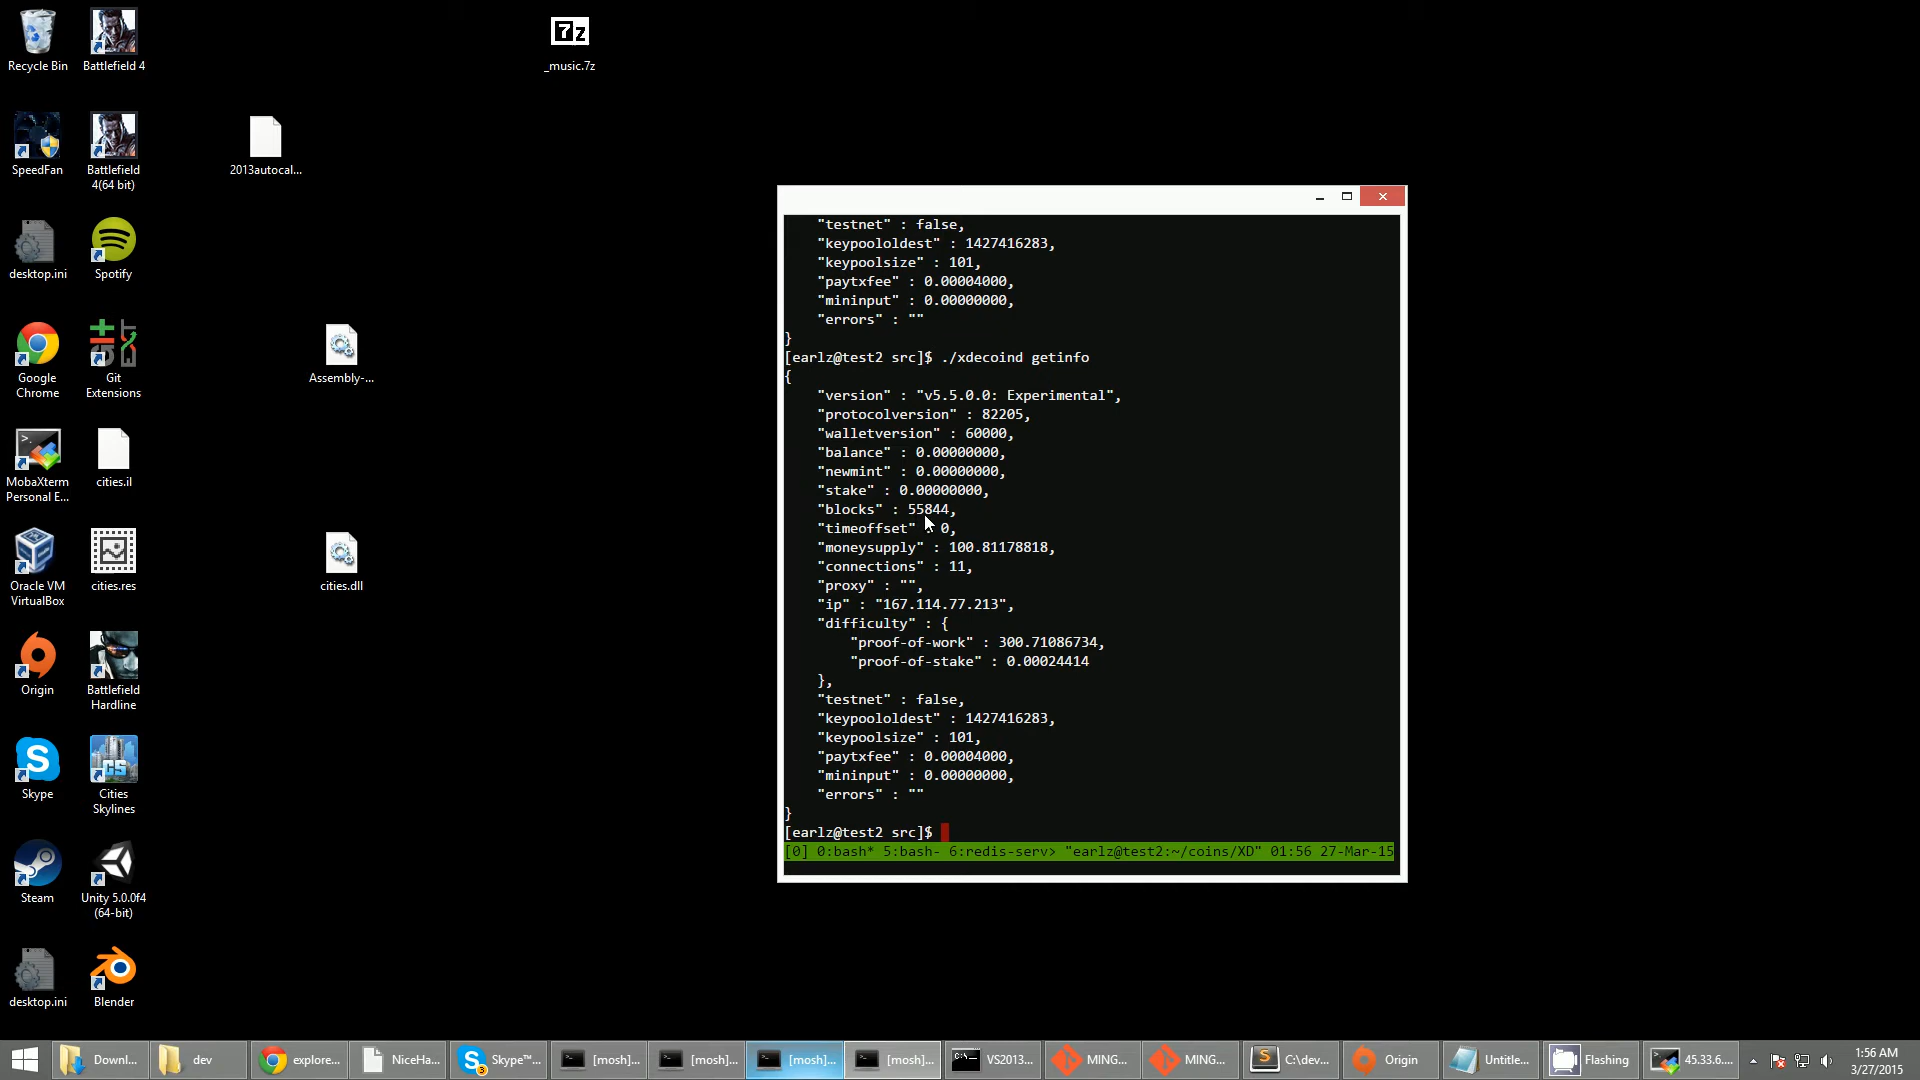 Recycle Bin
Battlefield 4
_music.7z
SpeedFan
Battlefield
4(64 bit)
2013autocal...
desktop.ini
Spotify
Google
Chrome
Git
Extensions
Assembly-...
MobaXterm
Personal E...
cities.il
Oracle VM
VirtualBox
cities.res
cities.dll
Origin
Battlefield
Hardline
Skype
Cities
Skylines
Steam
Unity 5.0.0f4
(64-bit)
desktop.ini
Blender
"testnet" : false,
"keypoololdest" : 1427416283,
"keypoolsize" : 101,
"paytxfee" : 0.00004000,
"mininput" : 0.00000000,
"errors" : ""
}
[earlz@test2 src]$ ./xdecoind getinfo
{
"version" : "v5.5.0.0: Experimental",
"protocolversion" : 82205,
"walletversion" : 60000,
"balance" : 0.00000000,
"newmint" : 0.00000000,
"stake" : 0.00000000,
"blocks" : 55844,
"timeoffset" : 0,
"moneysupply" : 100.81178818,
"connections" : 11,
"proxy" : "",
"ip" : "167.114.77.213",
"difficulty" : {
"proof-of-work" : 300.71086734,
"proof-of-stake" : 0.00024414
},
"testnet" : false,
"keypoololdest" : 1427416283,
"keypoolsize" : 101,
"paytxfee" : 0.00004000,
"mininput" : 0.00000000,
"errors" : ""
}
[earlz@test2 src]$
[0] 0:bash* 5:bash- 6:redis-serv> "earlz@test2:~/coins/XD" 01:56 27-Mar-15
Downl...
dev
explore...
NiceHa...
Skype™...
[mosh]...
[mosh]...
[mosh]...
[mosh]...
VS2013...
MING...
MING...
C:\dev...
Origin
Untitle...
Flashing
45.33.6....
1:56 AM
3/27/2015